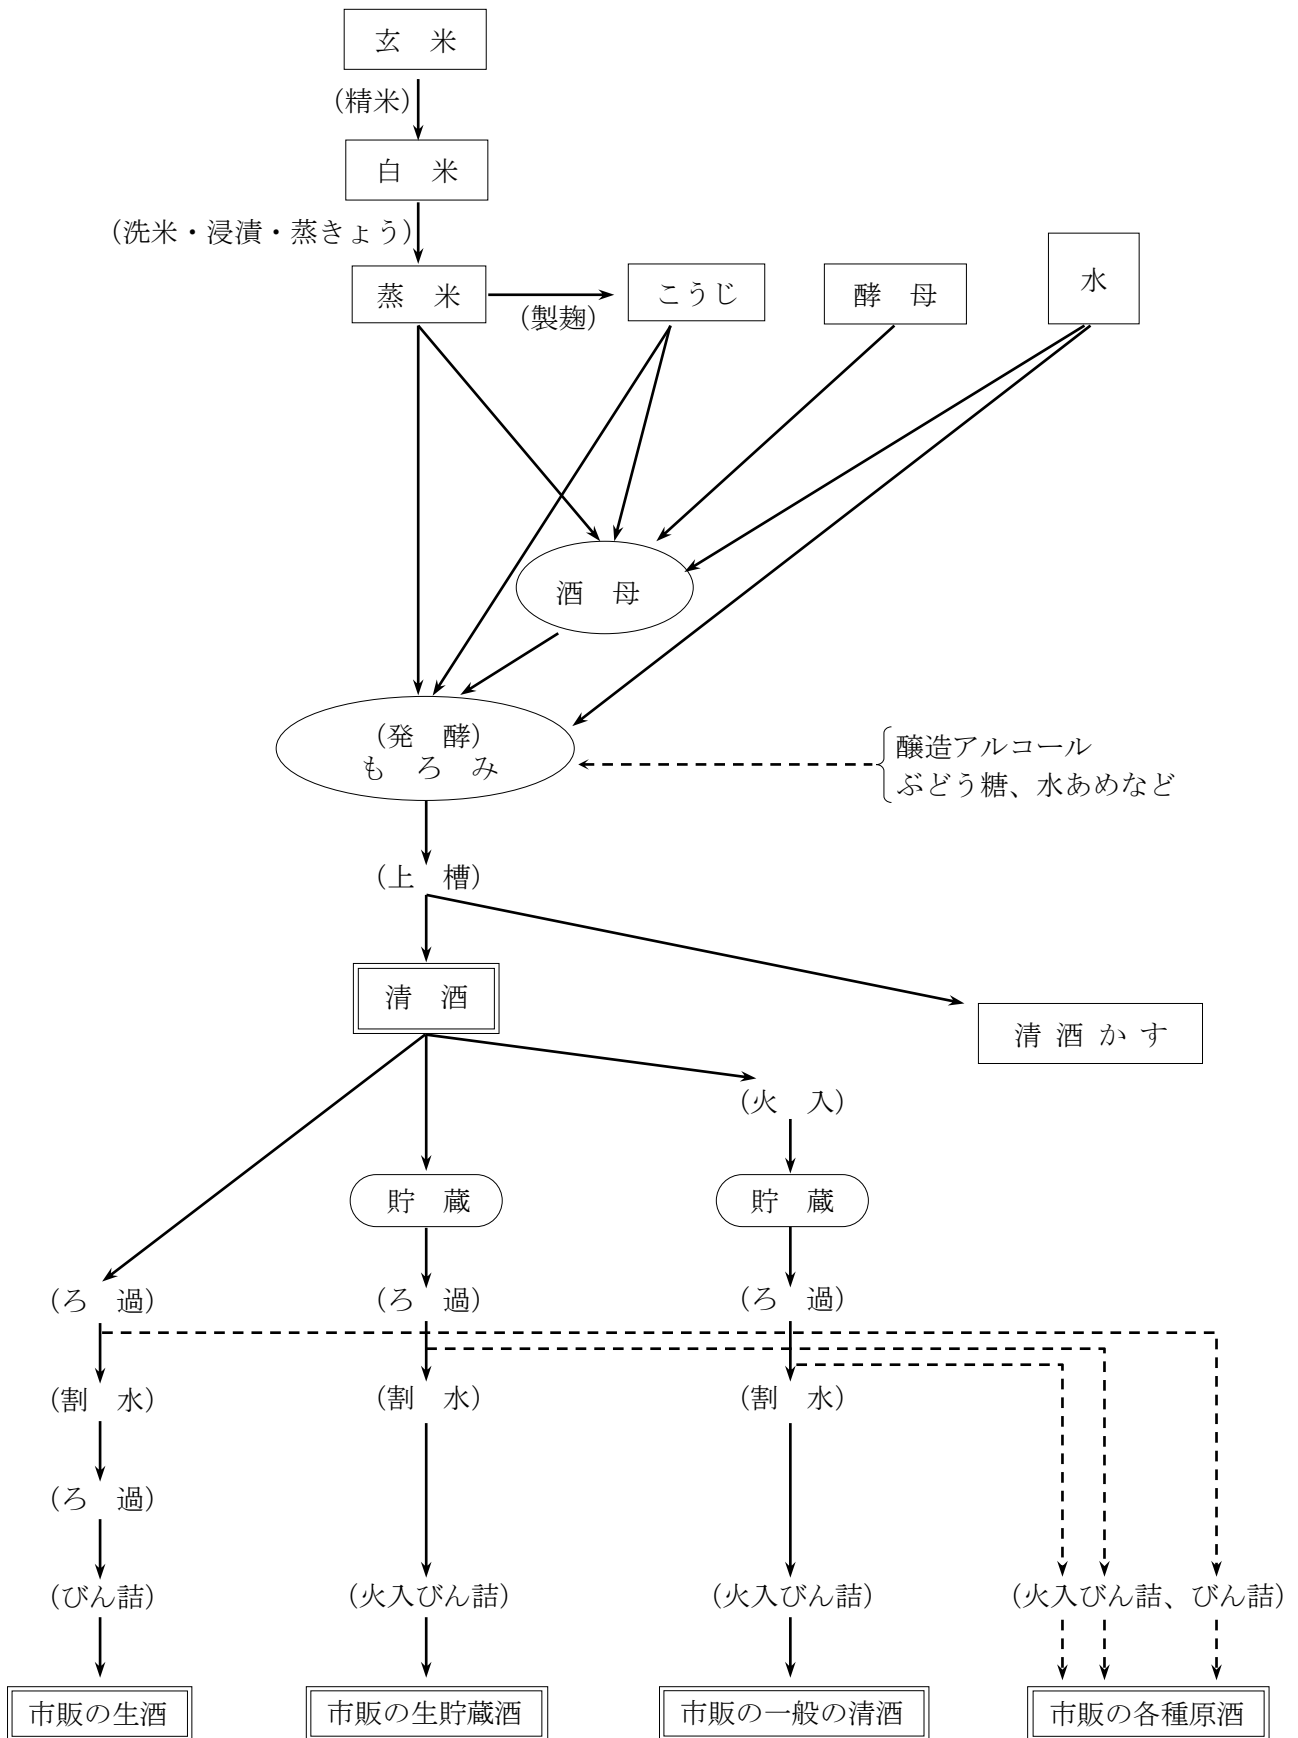 玄　米
（精米）
白　米
（洗米・浸漬・蒸きょう）
蒸　米
（製麹）
こうじ
酵　母
水
酒　母
（発　酵）
も　ろ　み
醸造アルコール
ぶどう糖、水あめなど
（上　槽）
清　酒
清 酒 か す
（火　入）
貯　蔵
貯　蔵
（ろ　過）
（ろ　過）
（ろ　過）
（割　水）
（割　水）
（割　水）
（ろ　過）
（びん詰）
（火入びん詰）
（火入びん詰）
（火入びん詰、びん詰）
市販の生酒
市販の生貯蔵酒
市販の一般の清酒
市販の各種原酒